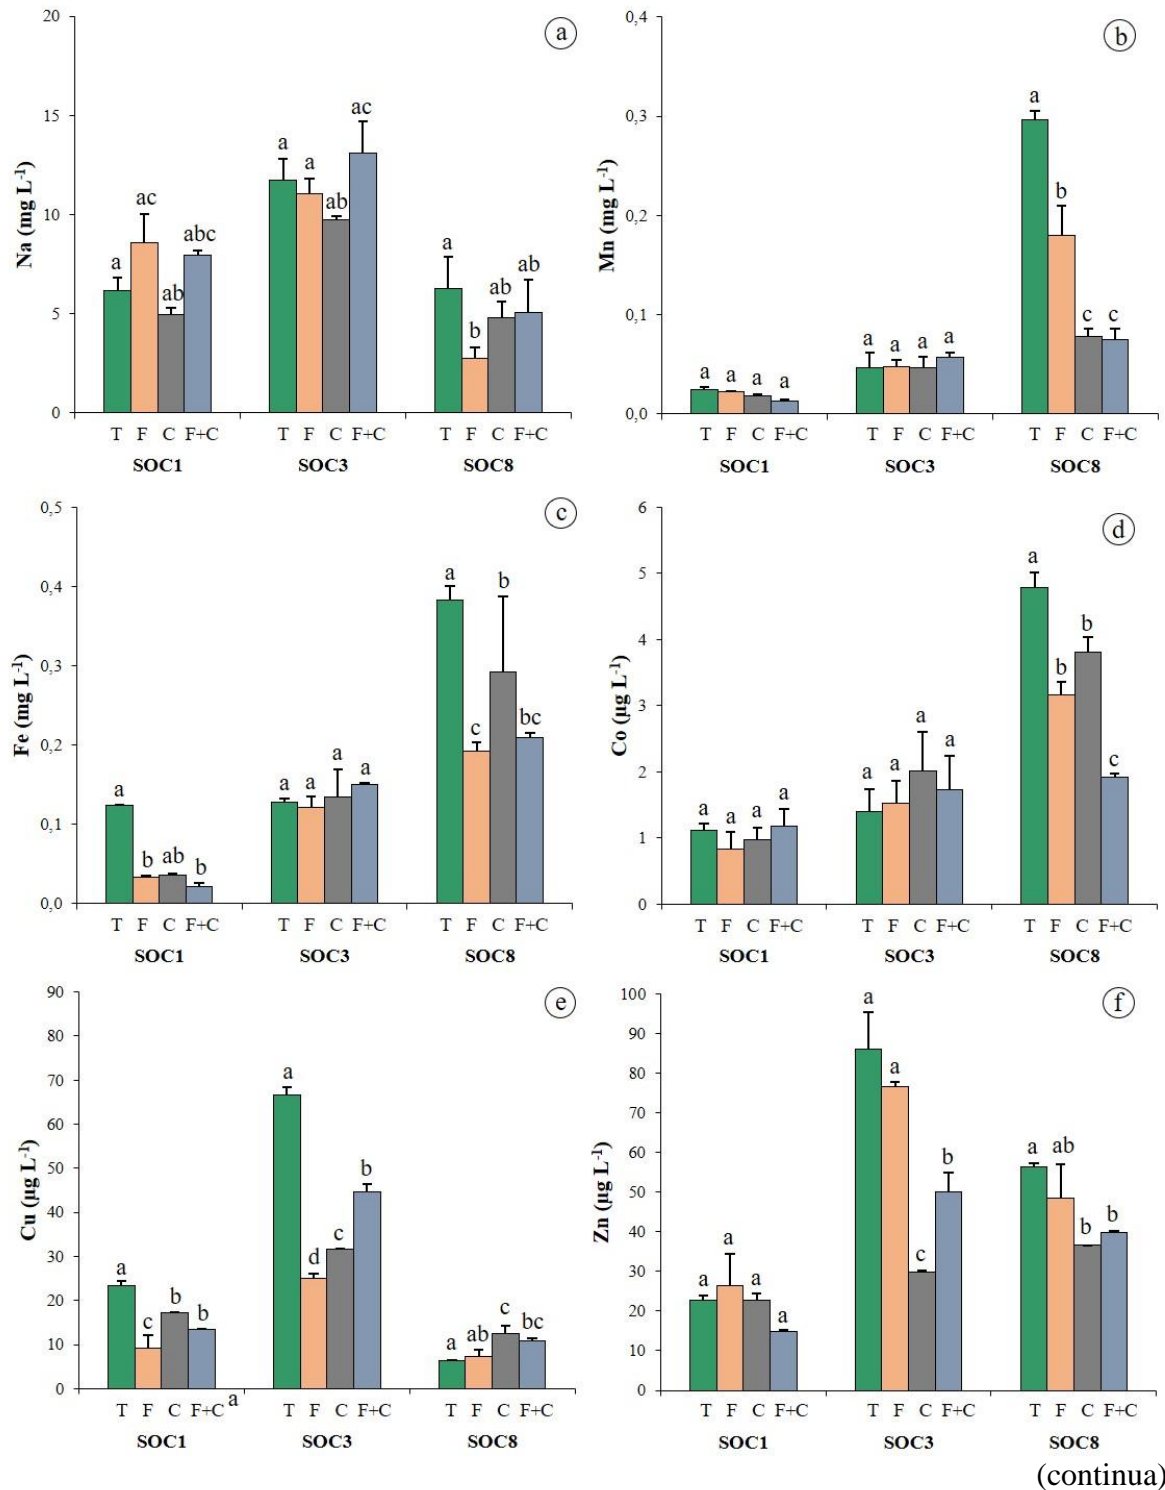 a
Na (mg L⁻¹)
20
15
10
5
0
a ac ab abc
a a ab ac
a b ab ab
T F C F+C T F C F+C T F C F+C
SOC1 SOC3 SOC8
b
Mn (mg L⁻¹)
0,4
0,3
0,2
0,1
0,0
a a a a
a a a a
a b c c
T F C F+C T F C F+C T F C F+C
SOC1 SOC3 SOC8
c
Fe (mg L⁻¹)
0,5
0,4
0,3
0,2
0,1
0,0
a b ab b
a a a a
a c b bc
T F C F+C T F C F+C T F C F+C
SOC1 SOC3 SOC8
d
Co (µg L⁻¹)
6
5
4
3
2
1
0
a a a a
a a a a
a b b c
T F C F+C T F C F+C T F C F+C
SOC1 SOC3 SOC8
e
Cu (µg L⁻¹)
90
80
70
60
50
40
30
20
10
0
a c b b
a d c b
a ab c bc
T F C F+C a T F C F+C T F C F+C
SOC1 SOC3 SOC8
f
Zn (µg L⁻¹)
100
90
80
70
60
50
40
30
20
10
0
a a a a
a a c b
a ab b b
T F C F+C T F C F+C T F C F+C
SOC1 SOC3 SOC8
(continua)